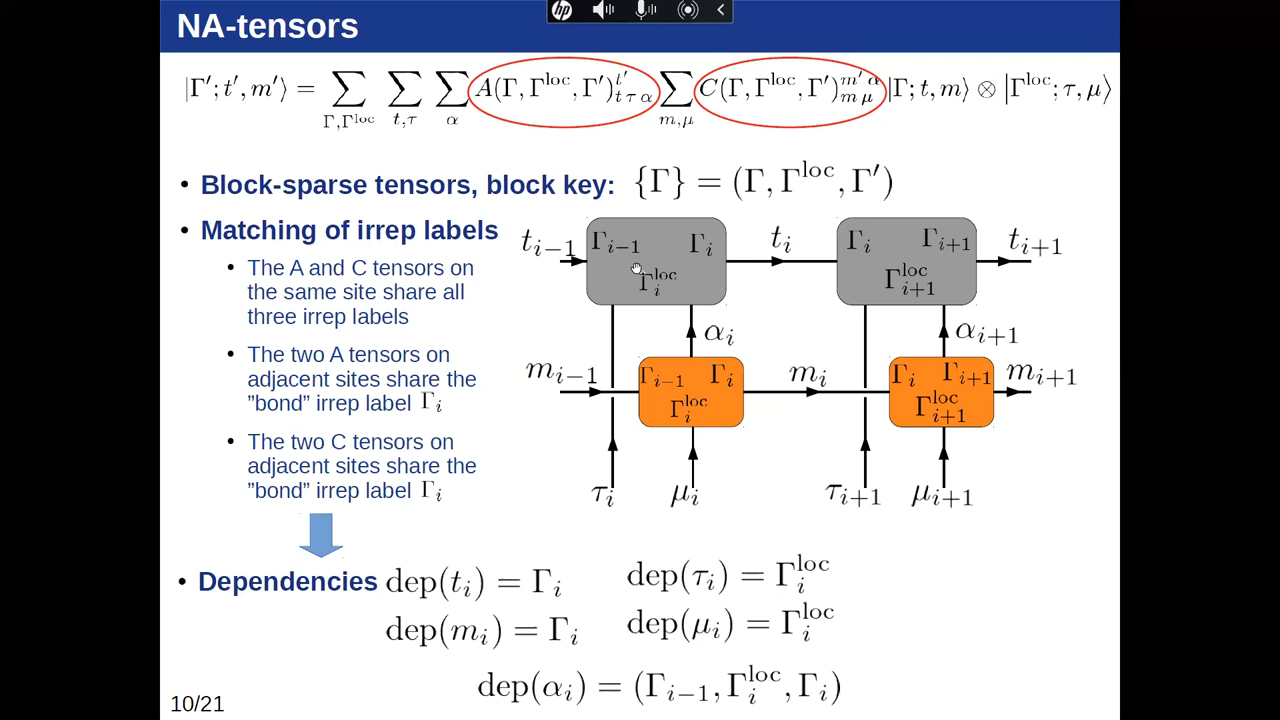 NA-tensors
|Γ′; t′, m′⟩ = ∑_{Γ,Γ^loc} ∑_{t,τ} ∑_α A(Γ, Γ^loc, Γ′)^{t′}_{t τ α} ∑_{m,μ} C(Γ, Γ^loc, Γ′)^{m′ α}_{m μ} |Γ; t, m⟩ ⊗ |Γ^loc; τ, μ⟩
• Block-sparse tensors, block key: {Γ} = (Γ, Γ^loc, Γ′)
• Matching of irrep labels
• The A and C tensors on
the same site share all
three irrep labels
• The two A tensors on
adjacent sites share the
"bond" irrep label Γ_i
• The two C tensors on
adjacent sites share the
"bond" irrep label Γ_i
t_{i−1} Γ_{i−1} Γ_i t_i Γ_i Γ_{i+1} t_{i+1}
Γ_i^loc Γ_{i+1}^loc
α_i α_{i+1}
m_{i−1} Γ_{i−1} Γ_i m_i Γ_i Γ_{i+1} m_{i+1}
Γ_i^loc Γ_{i+1}^loc
τ_i μ_i τ_{i+1} μ_{i+1}
• Dependencies dep(t_i) = Γ_i dep(τ_i) = Γ_i^loc
dep(m_i) = Γ_i dep(μ_i) = Γ_i^loc
dep(α_i) = (Γ_{i−1}, Γ_i^loc, Γ_i)
10/21
hp